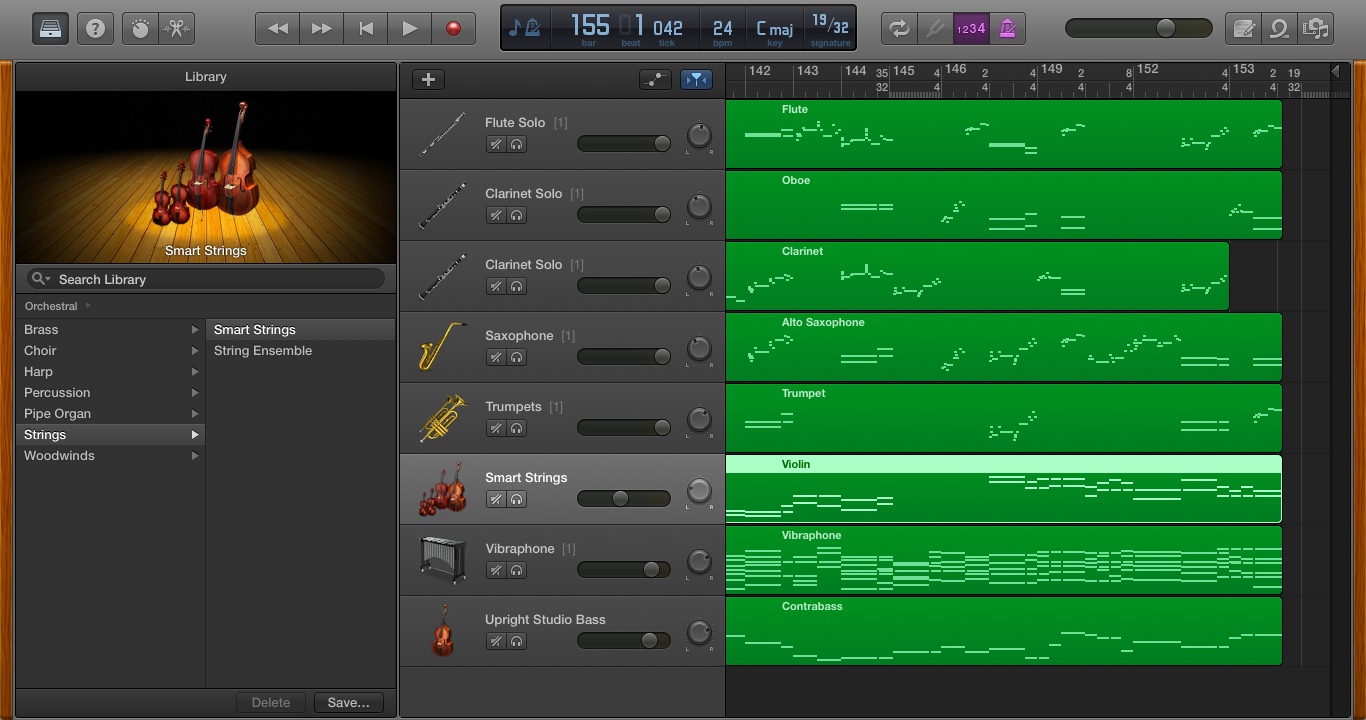 155 1 042 24 C maj 19/32
bar beat tick bpm key signature
1234
Library
Smart Strings
Search Library
Orchestral
Brass
Choir
Harp
Percussion
Pipe Organ
Strings
Woodwinds
Smart Strings
String Ensemble
Delete
Save...
142 143 144 35 145 4 146 2 4 149 2 8 152 4 153 2 19
32 4 4 4 4 4 4 4 32
Flute Solo [1]
L R
Flute
Clarinet Solo [1]
L R
Oboe
Clarinet Solo [1]
L R
Clarinet
Saxophone [1]
L R
Alto Saxophone
Trumpets [1]
L R
Trumpet
Smart Strings
L R
Violin
Vibraphone [1]
L R
Vibraphone
Upright Studio Bass
L R
Contrabass